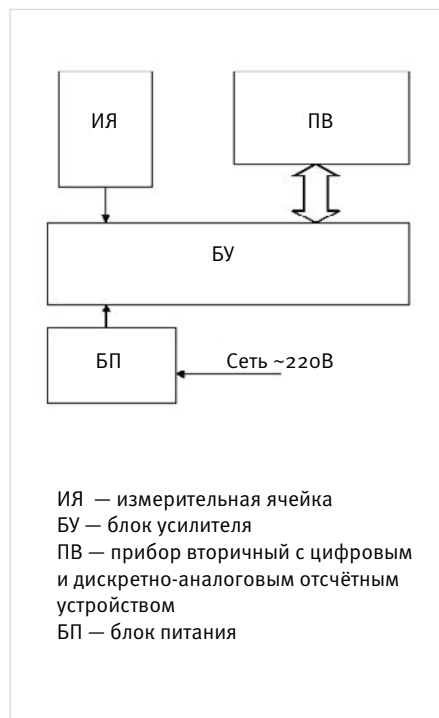 ИЯ
ПВ
БУ
БП
Сеть ~220В
ИЯ — измерительная ячейка
БУ — блок усилителя
ПВ — прибор вторичный с цифровым
и дискретно-аналоговым отсчётным
устройством
БП — блок питания